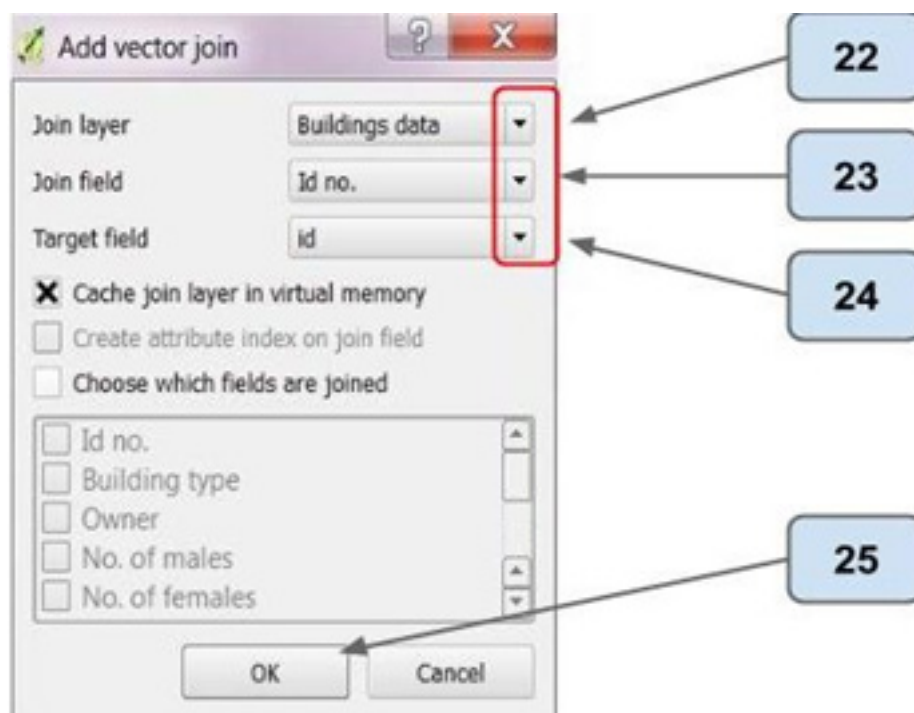 Add vector join
?
X
22
Join layer
Buildings data
23
Join field
Id no.
Target field
id
24
Cache join layer in virtual memory
Create attribute index on join field
Choose which fields are joined
Id no.
Building type
Owner
No. of males
No. of females
25
OK
Cancel